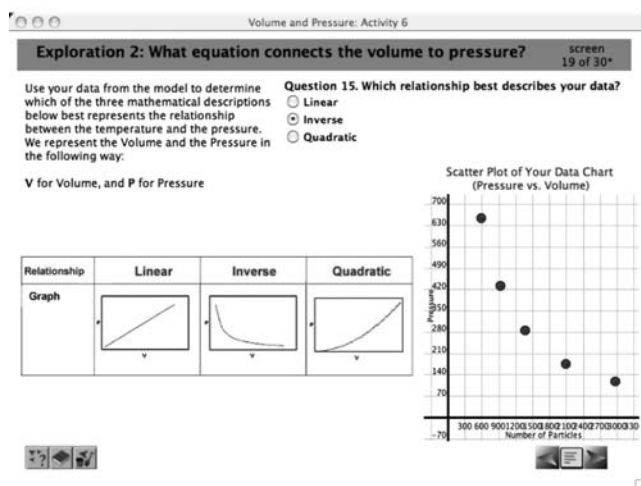 Volume and Pressure: Activity 6
Exploration 2: What equation connects the volume to pressure?
screen
19 of 30*
Use your data from the model to determine
which of the three mathematical descriptions
below best represents the relationship
between the temperature and the pressure.
We represent the Volume and the Pressure in
the following way:
V for Volume, and P for Pressure
Question 15. Which relationship best describes your data?
Linear
Inverse
Quadratic
Relationship Linear Inverse Quadratic
Graph
P
V
P
V
P
V
Scatter Plot of Your Data Chart
(Pressure vs. Volume)
700
630
560
490
420
350
280
210
140
70
-70
Pressure
300 600 900 1200 1500 1800 2100 2400 2700 3000 330
Number of Particles
?